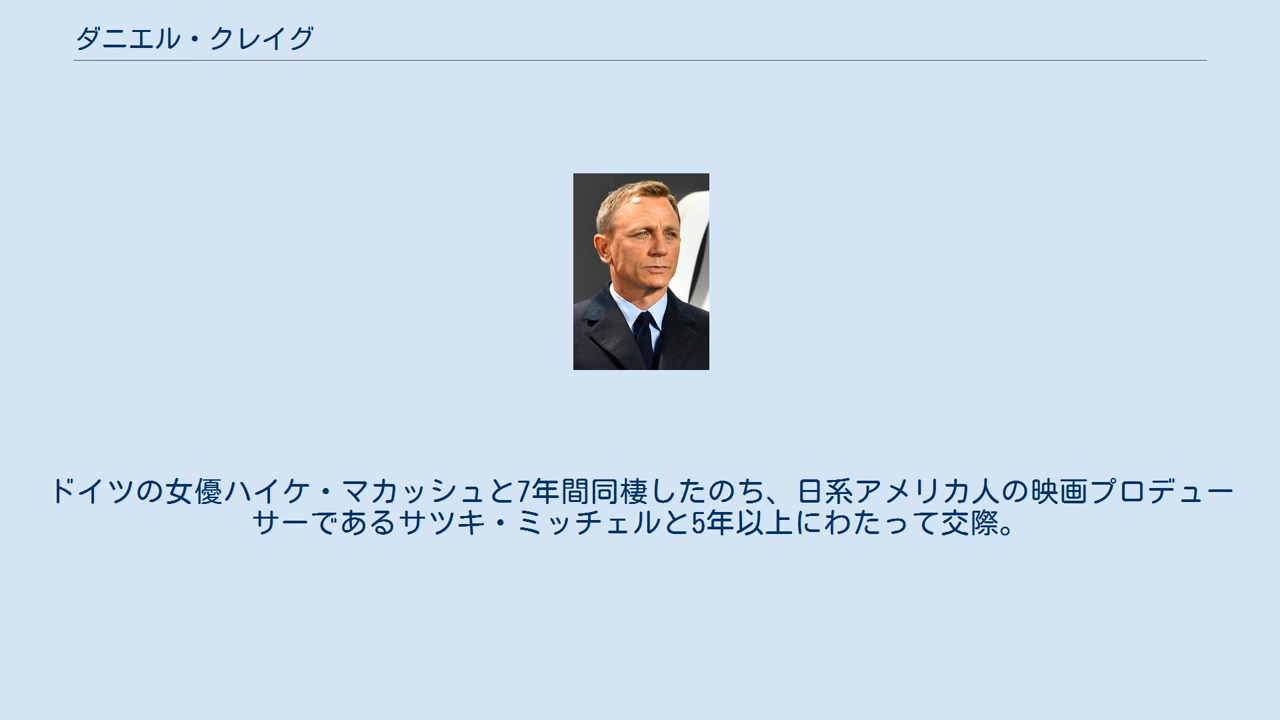 ダニエル・クレイグ
ドイツの女優ハイケ・マカッシュと7年間同棲したのち、日系アメリカ人の映画プロデュー
サーであるサツキ・ミッチェルと5年以上にわたって交際。